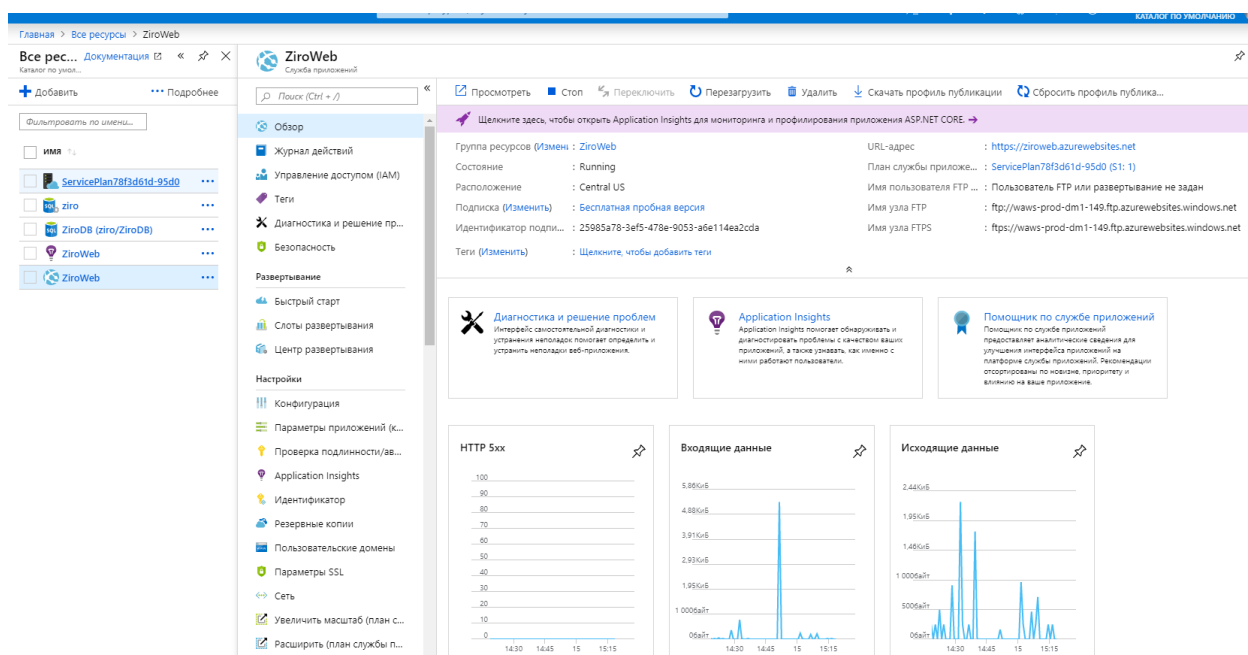 КАТАЛОГ ПО УМОЛЧАНИЮ
Главная > Все ресурсы > ZiroWeb
Все рес... Документация
Каталог по умол...
Добавить ••• Подробнее
Фильтровать по имени...
ИМЯ
ServicePlan78f3d61d-95d0 •••
ziro •••
ZiroDB (ziro/ZiroDB) •••
ZiroWeb •••
ZiroWeb •••
ZiroWeb
Служба приложений
Поиск (Ctrl + /)
Обзор
Журнал действий
Управление доступом (IAM)
Теги
Диагностика и решение пр...
Безопасность
Развертывание
Быстрый старт
Слоты развертывания
Центр развертывания
Настройки
Конфигурация
Параметры приложений (к...
Проверка подлинности/ав...
Application Insights
Идентификатор
Резервные копии
Пользовательские домены
Параметры SSL
Сеть
Увеличить масштаб (план с...
Расширить (план службы п...
Просмотреть Стоп Переключить Перезагрузить Удалить Скачать профиль публикации Сбросить профиль публика...
Щелкните здесь, чтобы открыть Application Insights для мониторинга и профилирования приложения ASP.NET CORE. →
Группа ресурсов (Измени : ZiroWeb
Состояние : Running
Расположение : Central US
Подписка (Изменить) : Бесплатная пробная версия
Идентификатор подпи... : 25985a78-3ef5-478e-9053-a6e114ea2cda
Теги (Изменить) : Щелкните, чтобы добавить теги
URL-адрес : https://ziroweb.azurewebsites.net
План службы приложе... : ServicePlan78f3d61d-95d0 (S1: 1)
Имя пользователя FTP ... : Пользователь FTP или развертывание не задан
Имя узла FTP : ftp://waws-prod-dm1-149.ftp.azurewebsites.windows.net
Имя узла FTPS : ftps://waws-prod-dm1-149.ftp.azurewebsites.windows.net
Диагностика и решение проблем
Интерфейс самостоятельной диагностики и
устранения неполадок помогает определить и
устранить неполадки веб-приложения.
Application Insights
Application Insights помогает обнаруживать и
диагностировать проблемы с качеством ваших
приложений, а также узнавать, как именно с
ними работают пользователи.
Помощник по службе приложений
Помощник по службе приложений
предоставляет аналитические сведения для
улучшения интерфейса приложений на
платформе службы приложений. Рекомендации
отсортированы по новизне, приоритету и
влиянию на ваше приложение.
HTTP 5xx
100
90
80
70
60
50
40
30
20
10
0
14:30 14:45 15 15:15
Входящие данные
5,86КиБ
4,88КиБ
3,91КиБ
2,93КиБ
1,95КиБ
1 000байт
0байт
14:30 14:45 15 15:15
Исходящие данные
2,44КиБ
1,95КиБ
1,46КиБ
1 000байт
500байт
0байт
14:30 14:45 15 15:15